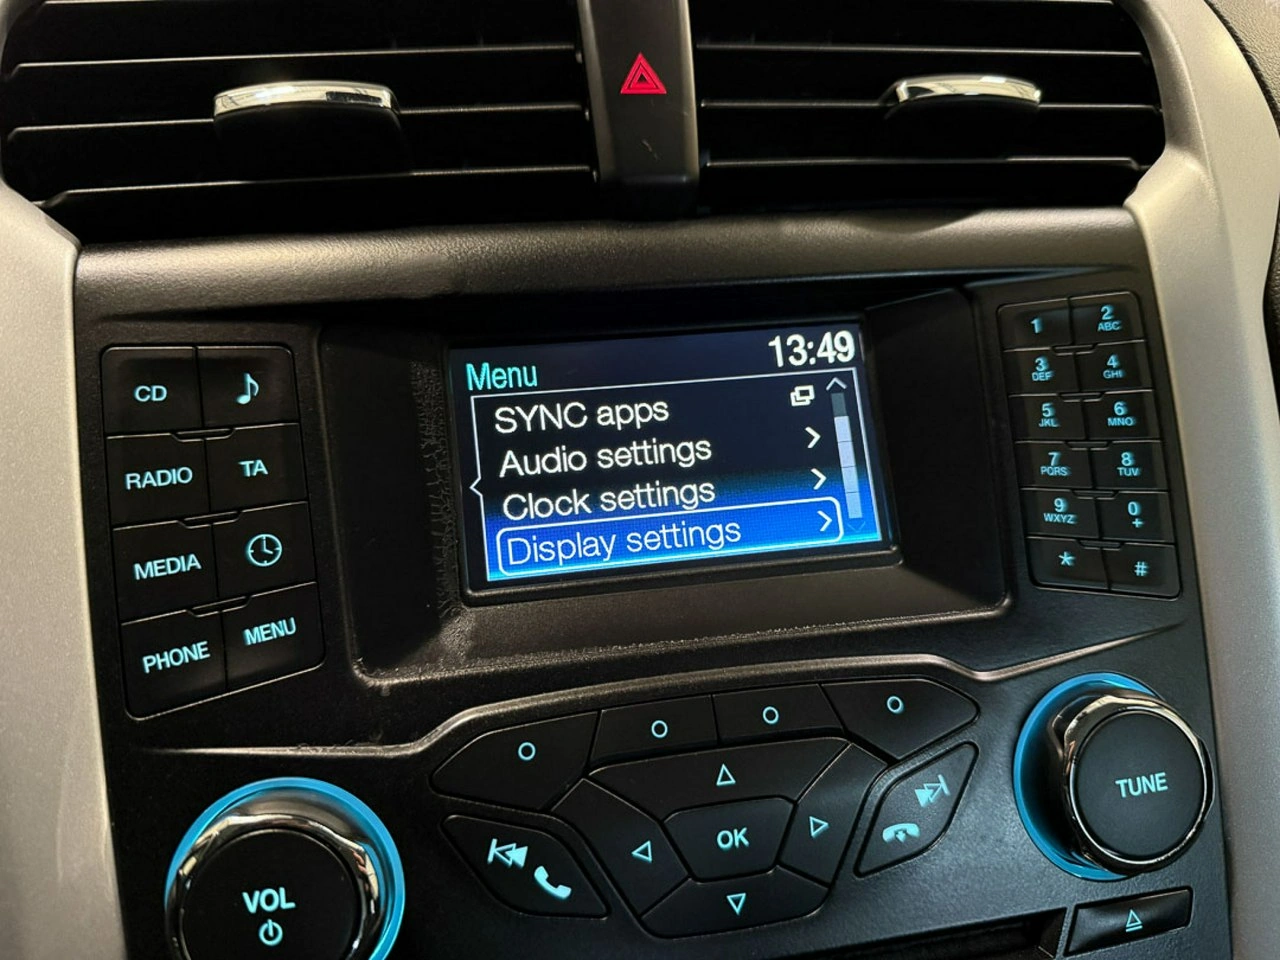 13:49
Menu
SYNC apps
Audio settings
Clock settings
Display settings
CD
RADIO TA
MEDIA
PHONE MENU
1 2 ABC
3 DEF 4 GHI
5 JKL 6 MNO
7 PQRS 8 TUV
9 WXYZ 0 +
* #
OK
VOL
TUNE